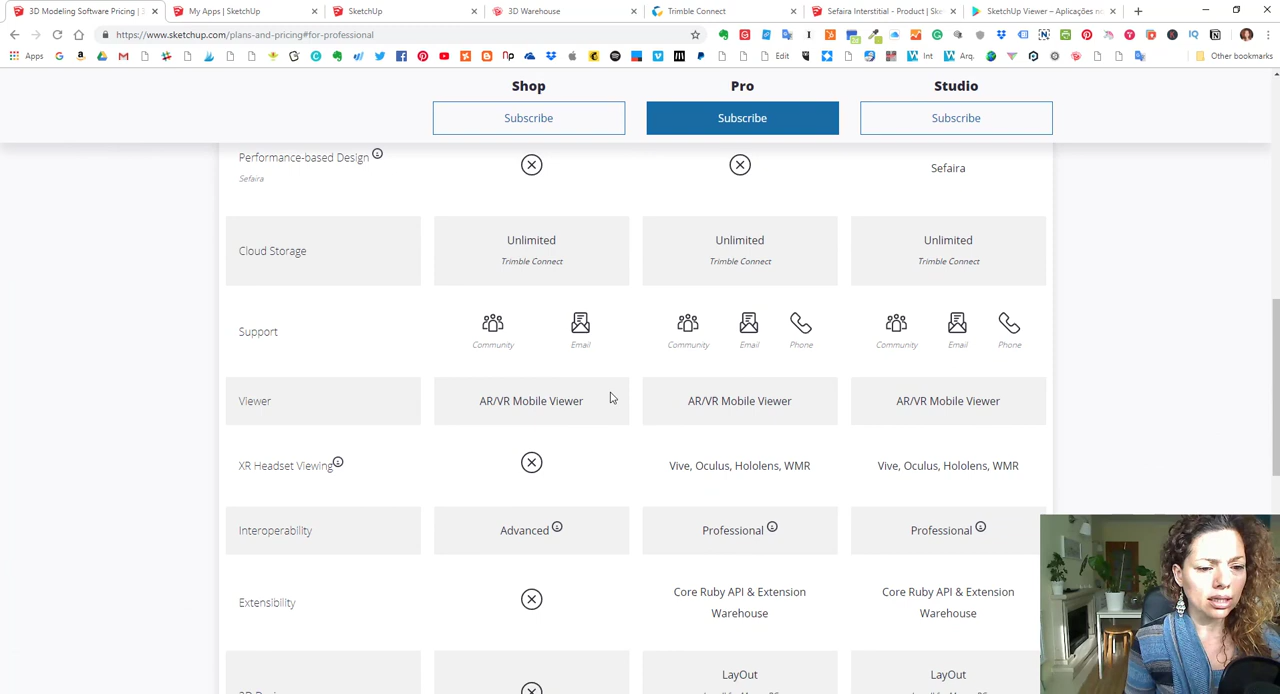 3D Modeling Software Pricing |
My Apps | SketchUp
SketchUp
3D Warehouse
Trimble Connect
Sefaira Interstitial - Product | Sk
SketchUp Viewer – Aplicações no
https://www.sketchup.com/plans-and-pricing#for-professional
Apps
Edit
Int
Arq.
Other bookmarks
Shop
Pro
Studio
Subscribe
Subscribe
Subscribe
Performance-based Design
Sefaira
Sefaira
Cloud Storage
Unlimited
Trimble Connect
Unlimited
Trimble Connect
Unlimited
Trimble Connect
Support
Community
Email
Community
Email
Phone
Community
Email
Phone
Viewer
AR/VR Mobile Viewer
AR/VR Mobile Viewer
AR/VR Mobile Viewer
XR Headset Viewing
Vive, Oculus, Hololens, WMR
Vive, Oculus, Hololens, WMR
Interoperability
Advanced
Professional
Professional
Extensibility
Core Ruby API & Extension
Warehouse
Core Ruby API & Extension
Warehouse
LayOut
LayOut